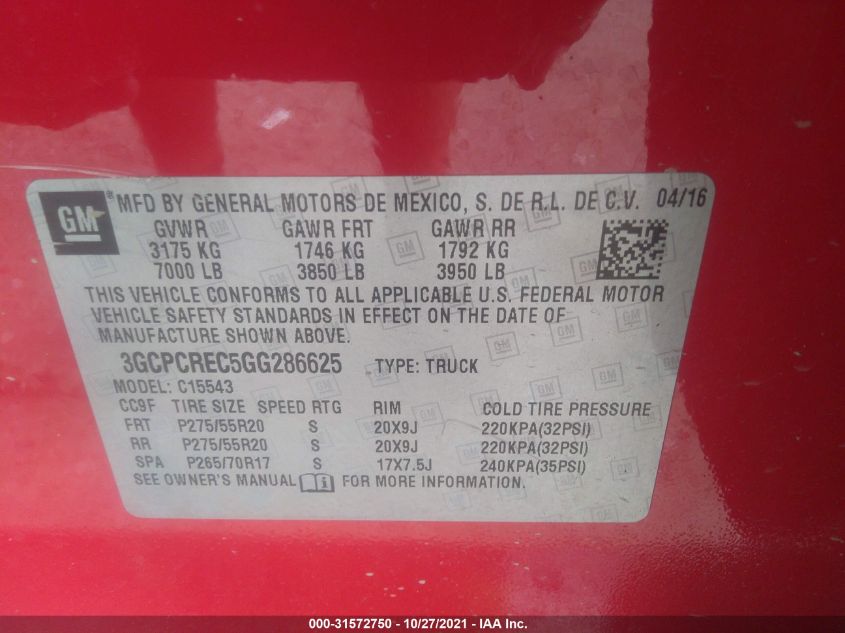 GM
® MFD BY GENERAL MOTORS DE MEXICO, S. DE R.L. DE C.V. 04/16
GVWR GAWR FRT GAWR RR
3175 KG 1746 KG 1792 KG
7000 LB 3850 LB 3950 LB
THIS VEHICLE CONFORMS TO ALL APPLICABLE U.S. FEDERAL MOTOR
VEHICLE SAFETY STANDARDS IN EFFECT ON THE DATE OF
MANUFACTURE SHOWN ABOVE.
3GCPCREC5GG286625 TYPE: TRUCK
MODEL: C15543
CC9F TIRE SIZE SPEED RTG RIM COLD TIRE PRESSURE
FRT P275/55R20 S 20X9J 220KPA(32PSI)
RR P275/55R20 S 20X9J 220KPA(32PSI)
SPA P265/70R17 S 17X7.5J 240KPA(35PSI)
SEE OWNER'S MANUAL FOR MORE INFORMATION.
000-31572750 - 10/27/2021 - IAA Inc.